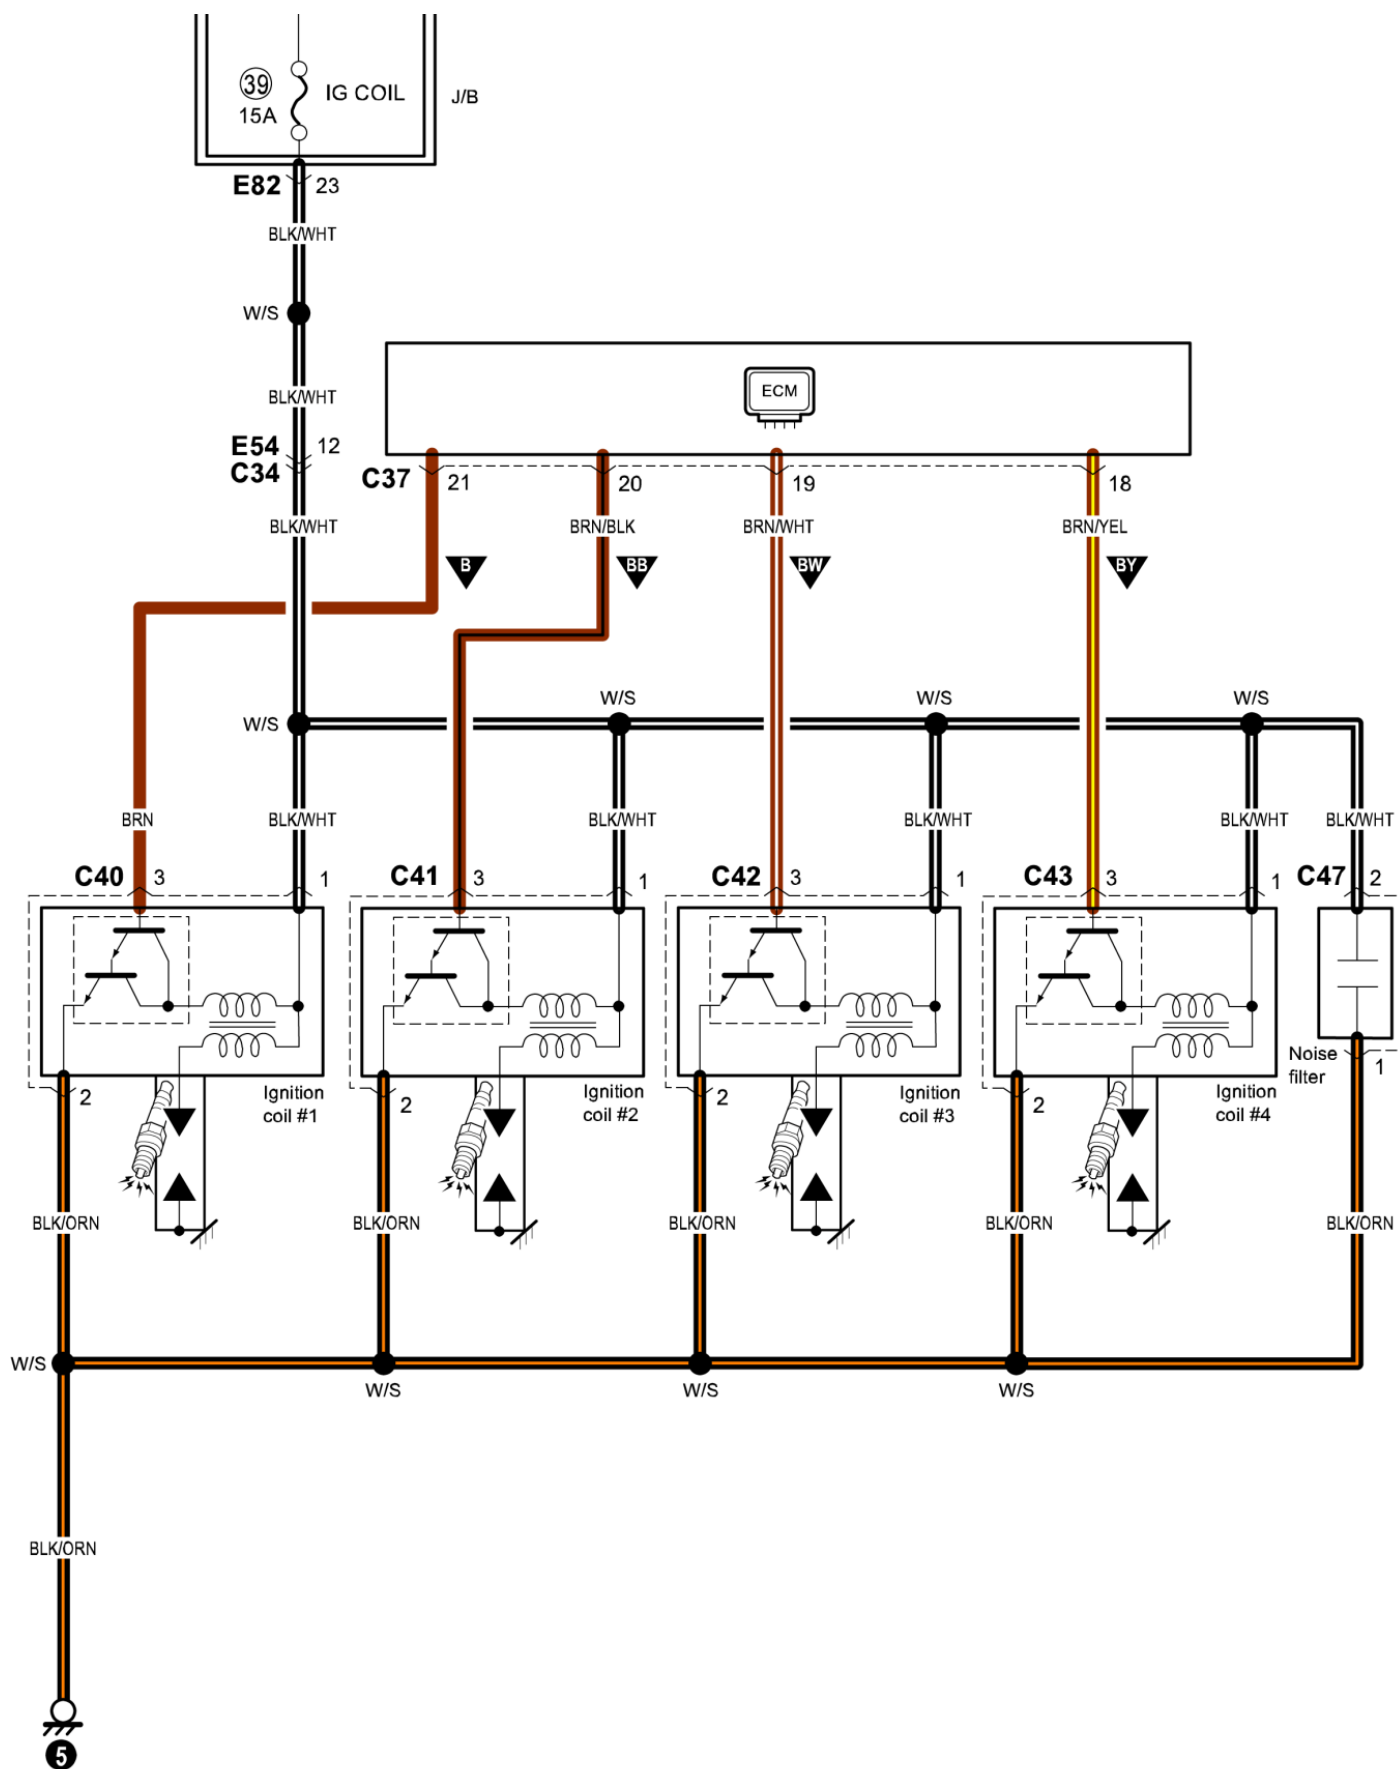 39
15A
IG COIL
J/B
E82 23
BLK/WHT
W/S
BLK/WHT
ECM
E54 12
C34
C37 21 20 19 18
BLK/WHT BRN/BLK BRN/WHT BRN/YEL
B BB BW BY
W/S W/S W/S
W/S
BRN BLK/WHT BLK/WHT BLK/WHT BLK/WHT BLK/WHT
C40 3 1 C41 3 1 C42 3 1 C43 3 1 C47 2
Noise
filter
1
2 Ignition
coil #1
2 Ignition
coil #2
2 Ignition
coil #3
2 Ignition
coil #4
BLK/ORN BLK/ORN BLK/ORN BLK/ORN BLK/ORN
W/S
W/S W/S W/S
BLK/ORN
5